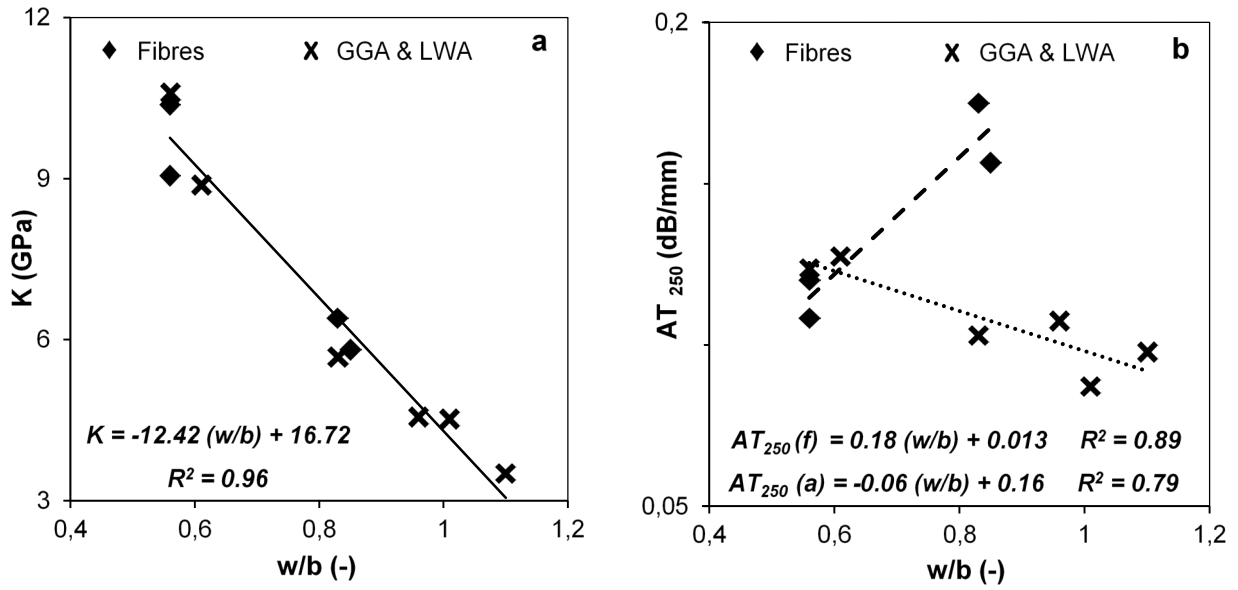 12
9
6
3
K (GPa)
Fibres
GGA & LWA
a
K = -12.42 (w/b) + 16.72
R² = 0.96
0,4 0,6 0,8 1 1,2
w/b (-)
0,2
0,05
AT 250 (dB/mm)
Fibres
GGA & LWA
b
AT250 (f) = 0.18 (w/b) + 0.013 R² = 0.89
AT250 (a) = -0.06 (w/b) + 0.16 R² = 0.79
0,4 0,6 0,8 1 1,2
w/b (-)